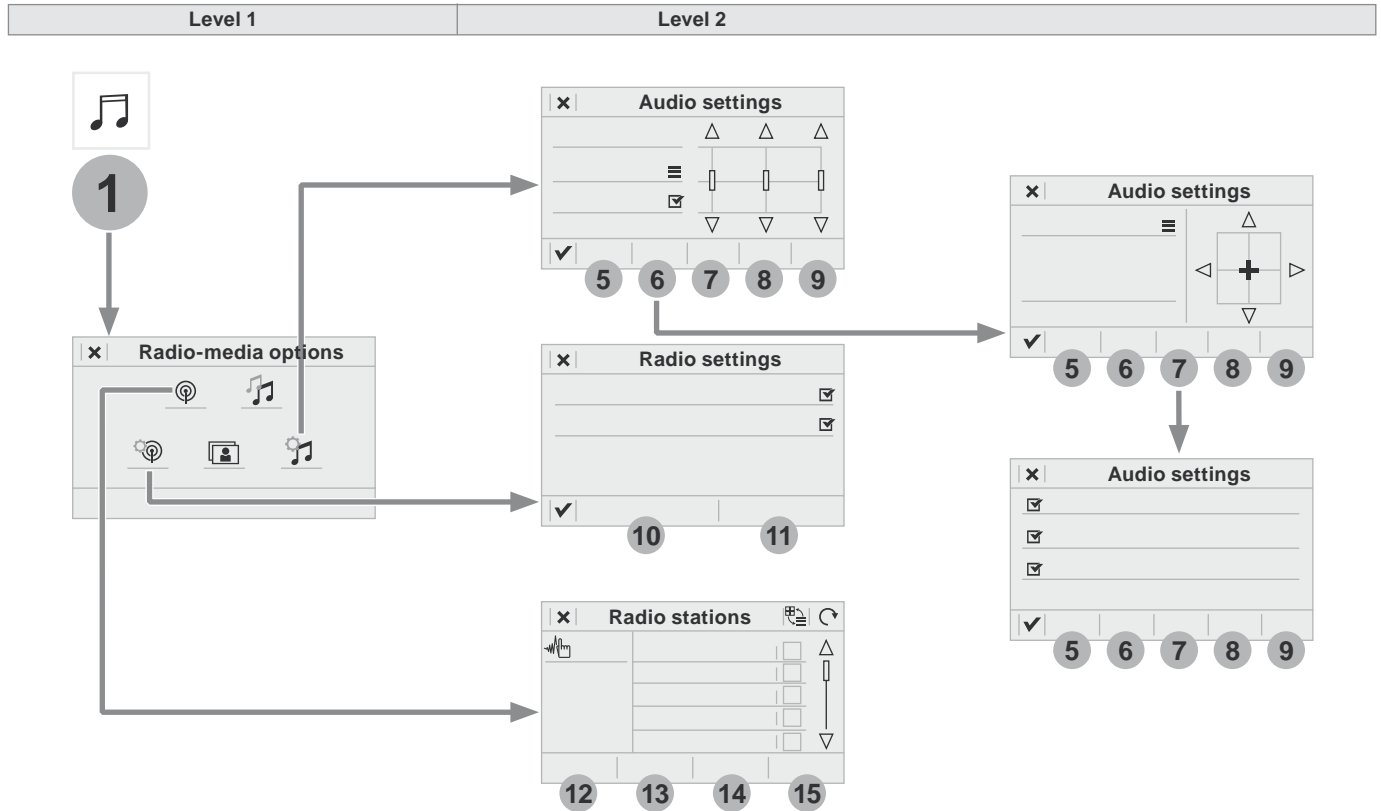 Level 1
Level 2
1
Radio-media options
Audio settings
5 6 7 8 9
Radio settings
10 11
Radio stations
12 13 14 15
Audio settings
5 6 7 8 9
Audio settings
5 6 7 8 9